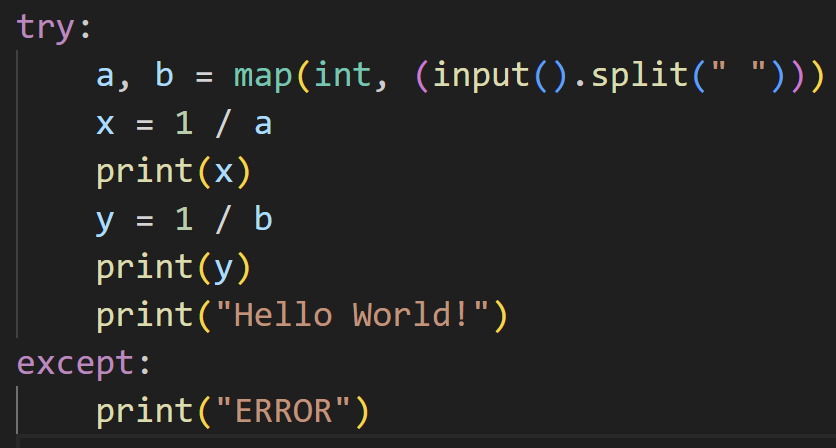 try:
    a, b = map(int, (input().split(" ")))
    x = 1 / a
    print(x)
    y = 1 / b
    print(y)
    print("Hello World!")
except:
    print("ERROR")